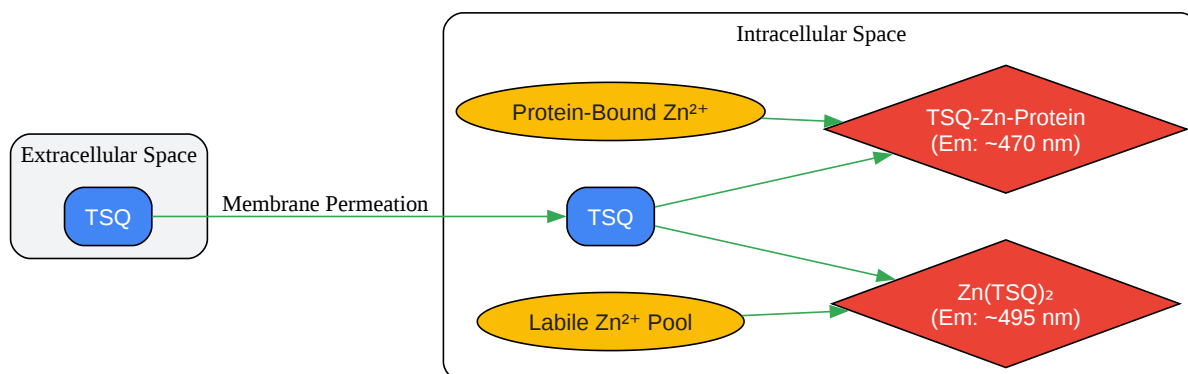 Intracellular Space
Protein-Bound Zn²⁺
TSQ-Zn-Protein
(Em: ~470 nm)
Extracellular Space
TSQ
Membrane Permeation
TSQ
Labile Zn²⁺ Pool
Zn(TSQ)₂
(Em: ~495 nm)